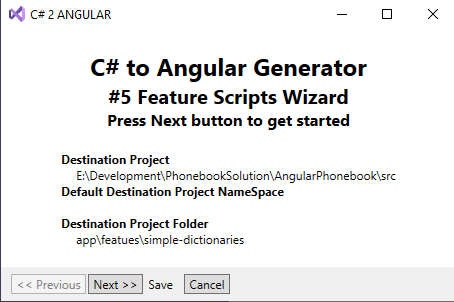 C# 2 ANGULAR
C# to Angular Generator
#5 Feature Scripts Wizard
Press Next button to get started
Destination Project
E:\Development\PhonebookSolution\AngularPhonebook\src
Default Destination Project NameSpace
Destination Project Folder
app\featues\simple-dictionaries
<< Previous Next >> Save Cancel